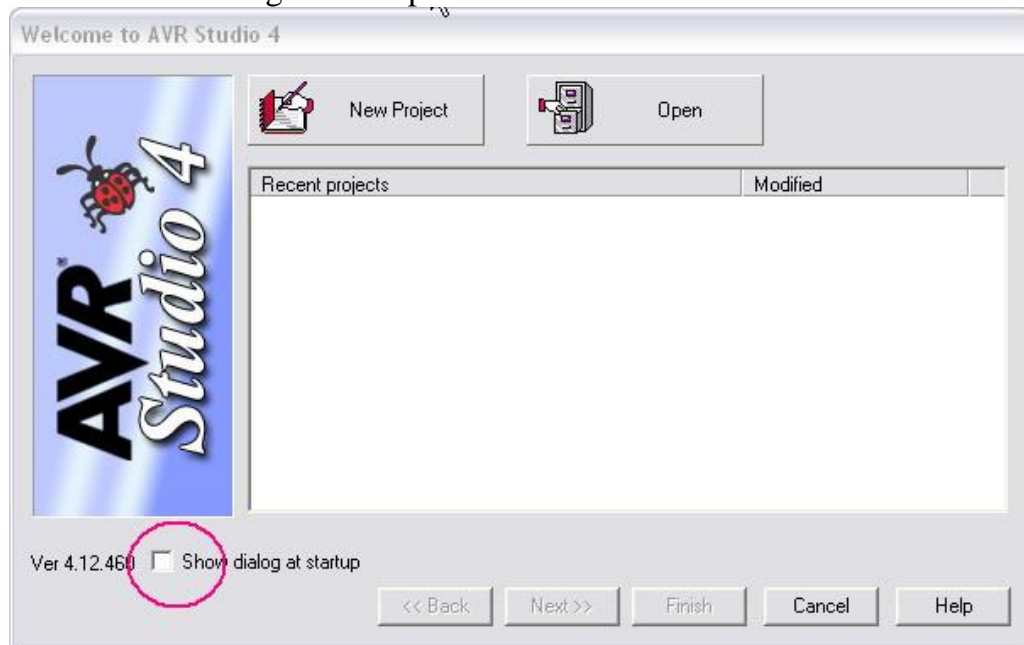 Welcome to AVR Studio 4
New Project
Open
Recent projects
Modified
AVR
Studio 4
Ver 4.12.460
Show dialog at startup
<< Back
Next >>
Finish
Cancel
Help